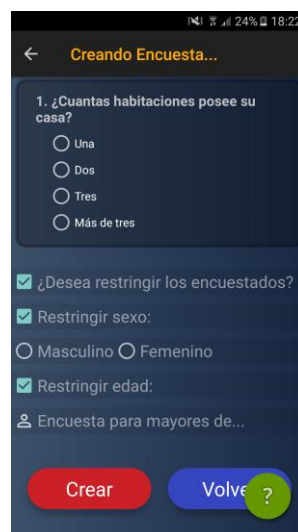 24% 18:22
Creando Encuesta...
1. ¿Cuantas habitaciones posee su
casa?
Una
Dos
Tres
Más de tres
¿Desea restringir los encuestados?
Restringir sexo:
Masculino Femenino
Restringir edad:
Encuesta para mayores de...
Crear Volve ?